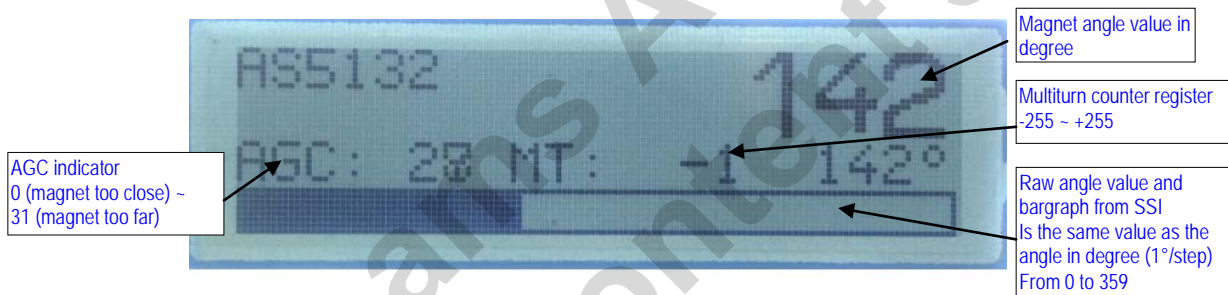 AS5132
142
AGC: 2 MT: -1 142°
Magnet angle value in
degree
Multiturn counter register
-255 ~ +255
AGC indicator
0 (magnet too close) ~
31 (magnet too far)
Raw angle value and
bargraph from SSI
Is the same value as the
angle in degree (1°/step)
From 0 to 359